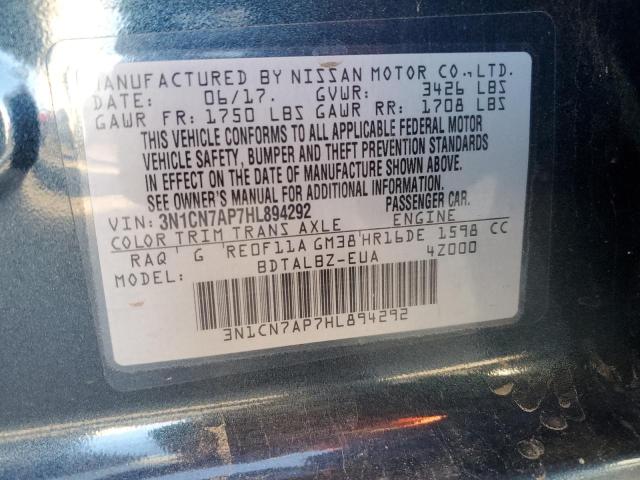 MANUFACTURED BY NISSAN MOTOR CO.,LTD.
DATE: 06/17. GVWR: 3426 LBS
GAWR FR: 1750 LBS GAWR RR: 1708 LBS
THIS VEHICLE CONFORMS TO ALL APPLICABLE FEDERAL MOTOR
VEHICLE SAFETY, BUMPER AND THEFT PREVENTION STANDARDS
IN EFFECT ON THE DATE OF MANUFACTURE SHOWN ABOVE.
SEE OWNER'S MANUAL FOR ADDITIONAL INFORMATION
VIN: 3N1CN7AP7HL894292 PASSENGER CAR.
COLOR TRIM TRANS AXLE ENGINE
RAQ G RE0F11A GM38 HR16DE 1598 CC
MODEL: BDTALBZ-EUA 4Z000
3N1CN7AP7HL894292